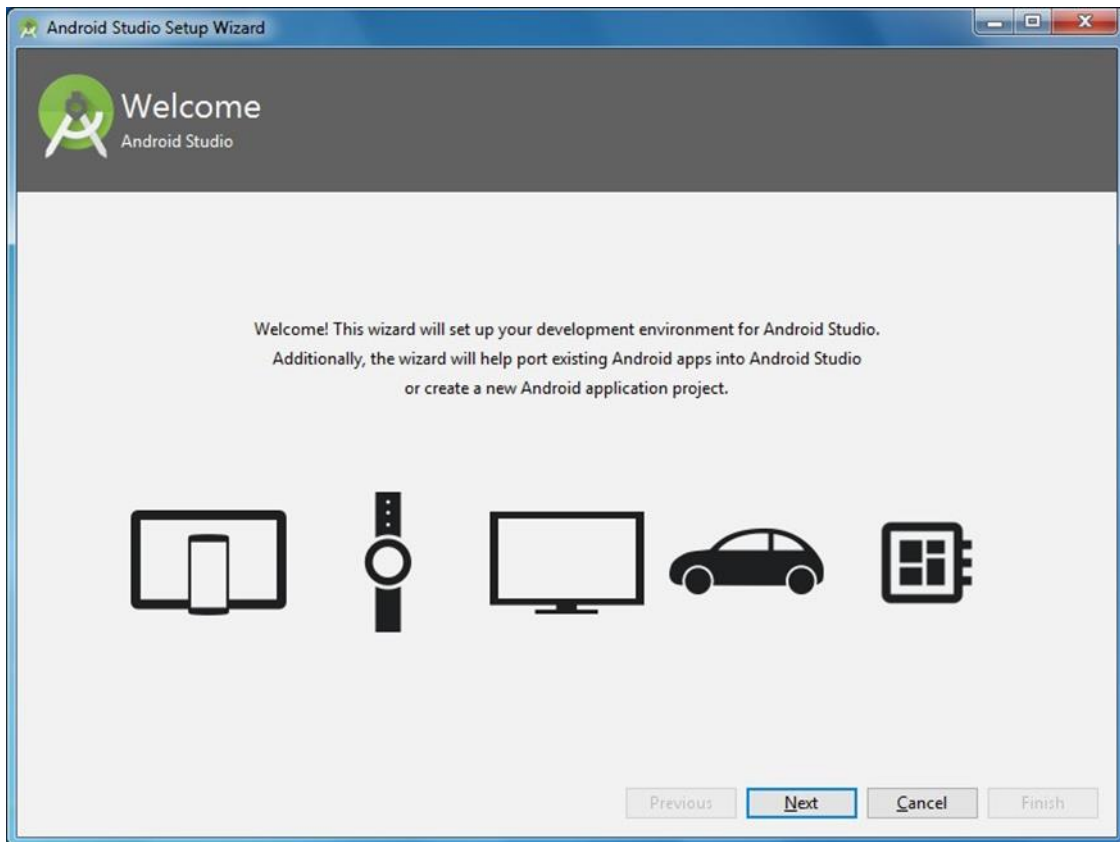 Android Studio Setup Wizard
Welcome
Android Studio
Welcome! This wizard will set up your development environment for Android Studio.
Additionally, the wizard will help port existing Android apps into Android Studio
or create a new Android application project.
Previous Next Cancel Finish